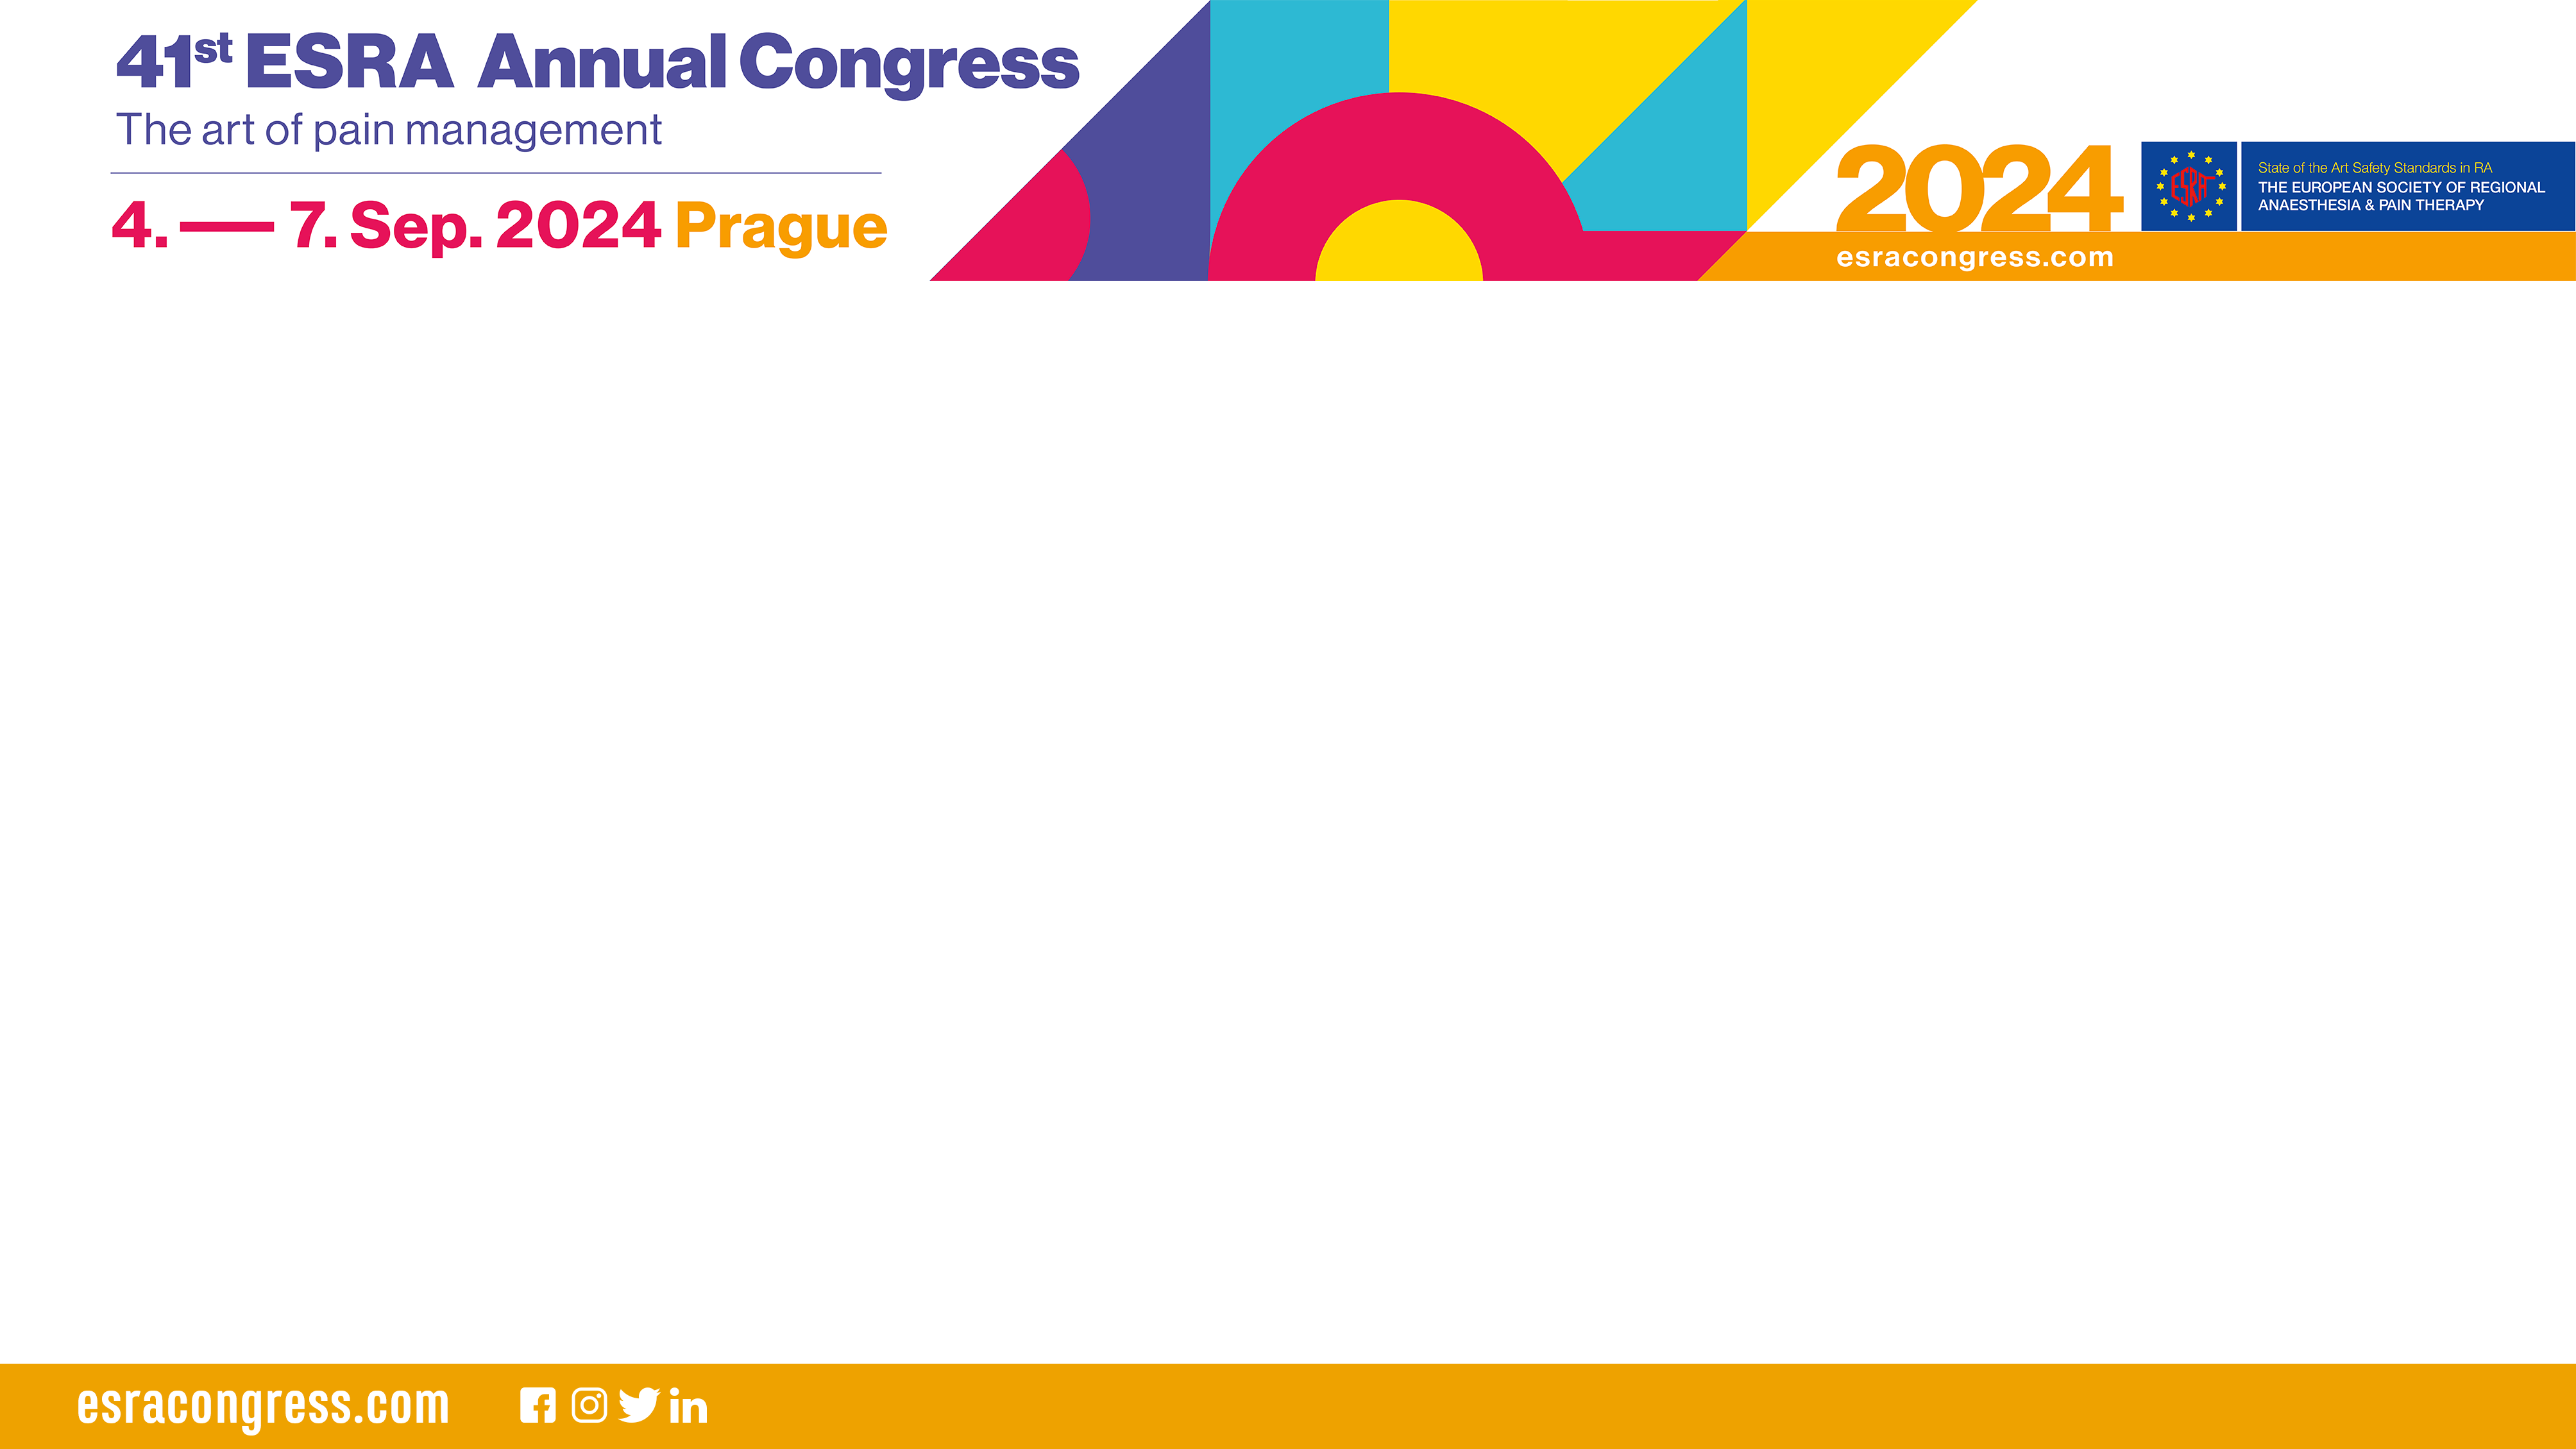 41st ESRA Annual Congress
The art of pain management
4. — 7. Sep. 2024 Prague
2024
esracongress.com
ESRA
State of the Art Safety Standards in RA
THE EUROPEAN SOCIETY OF REGIONAL
ANAESTHESIA & PAIN THERAPY
esracongress.com